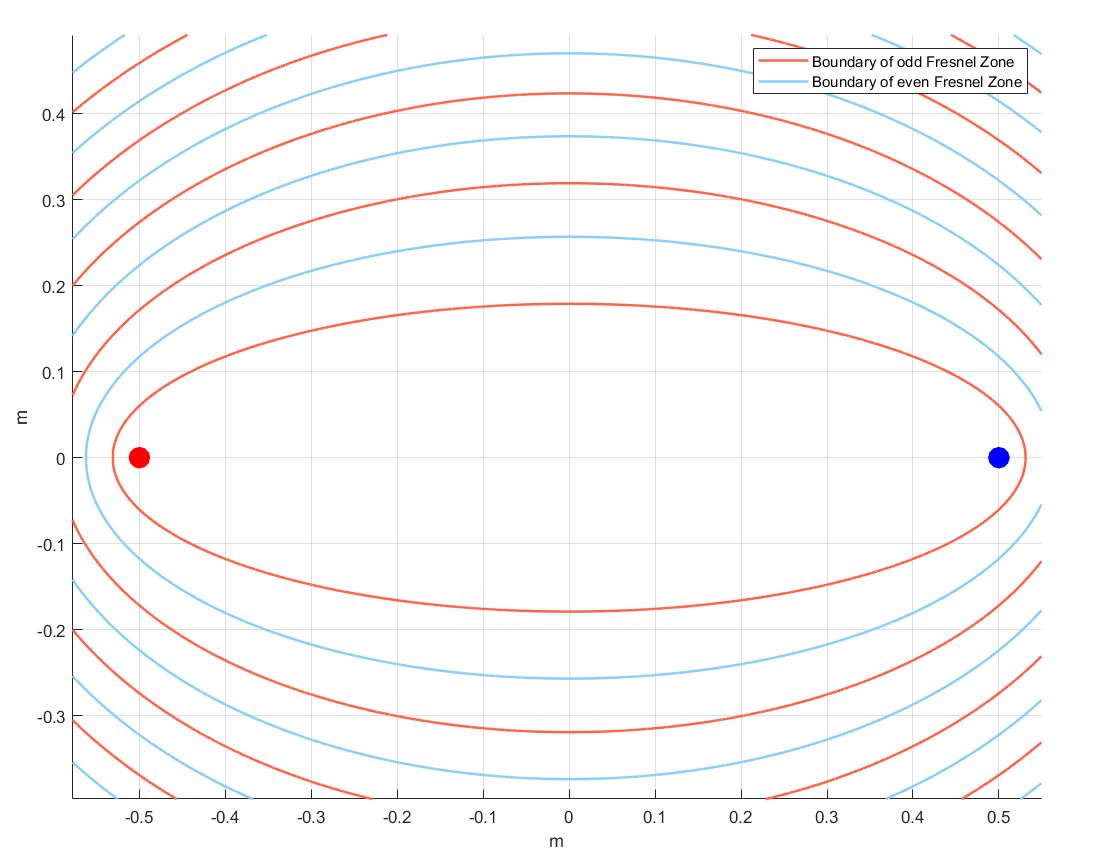 Boundary of odd Fresnel Zone
Boundary of even Fresnel Zone
0.4
0.3
0.2
0.1
0
-0.1
-0.2
-0.3
m
-0.5 -0.4 -0.3 -0.2 -0.1 0 0.1 0.2 0.3 0.4 0.5
m